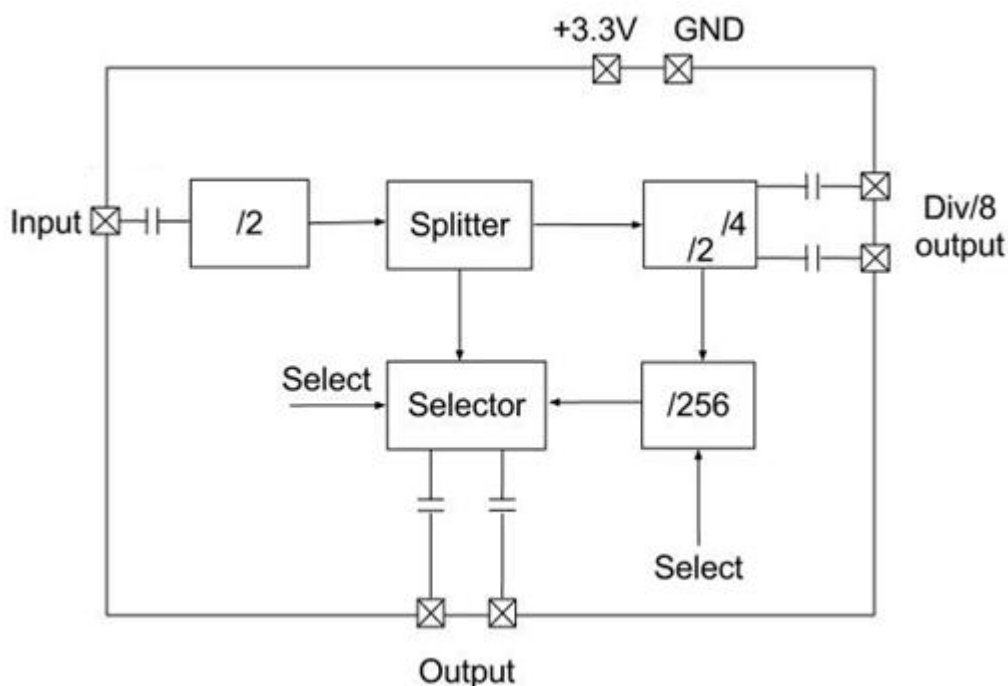 +3.3V GND
Input
/2
Splitter
/4
/2
Div/8
output
Select
Selector
/256
Select
Output